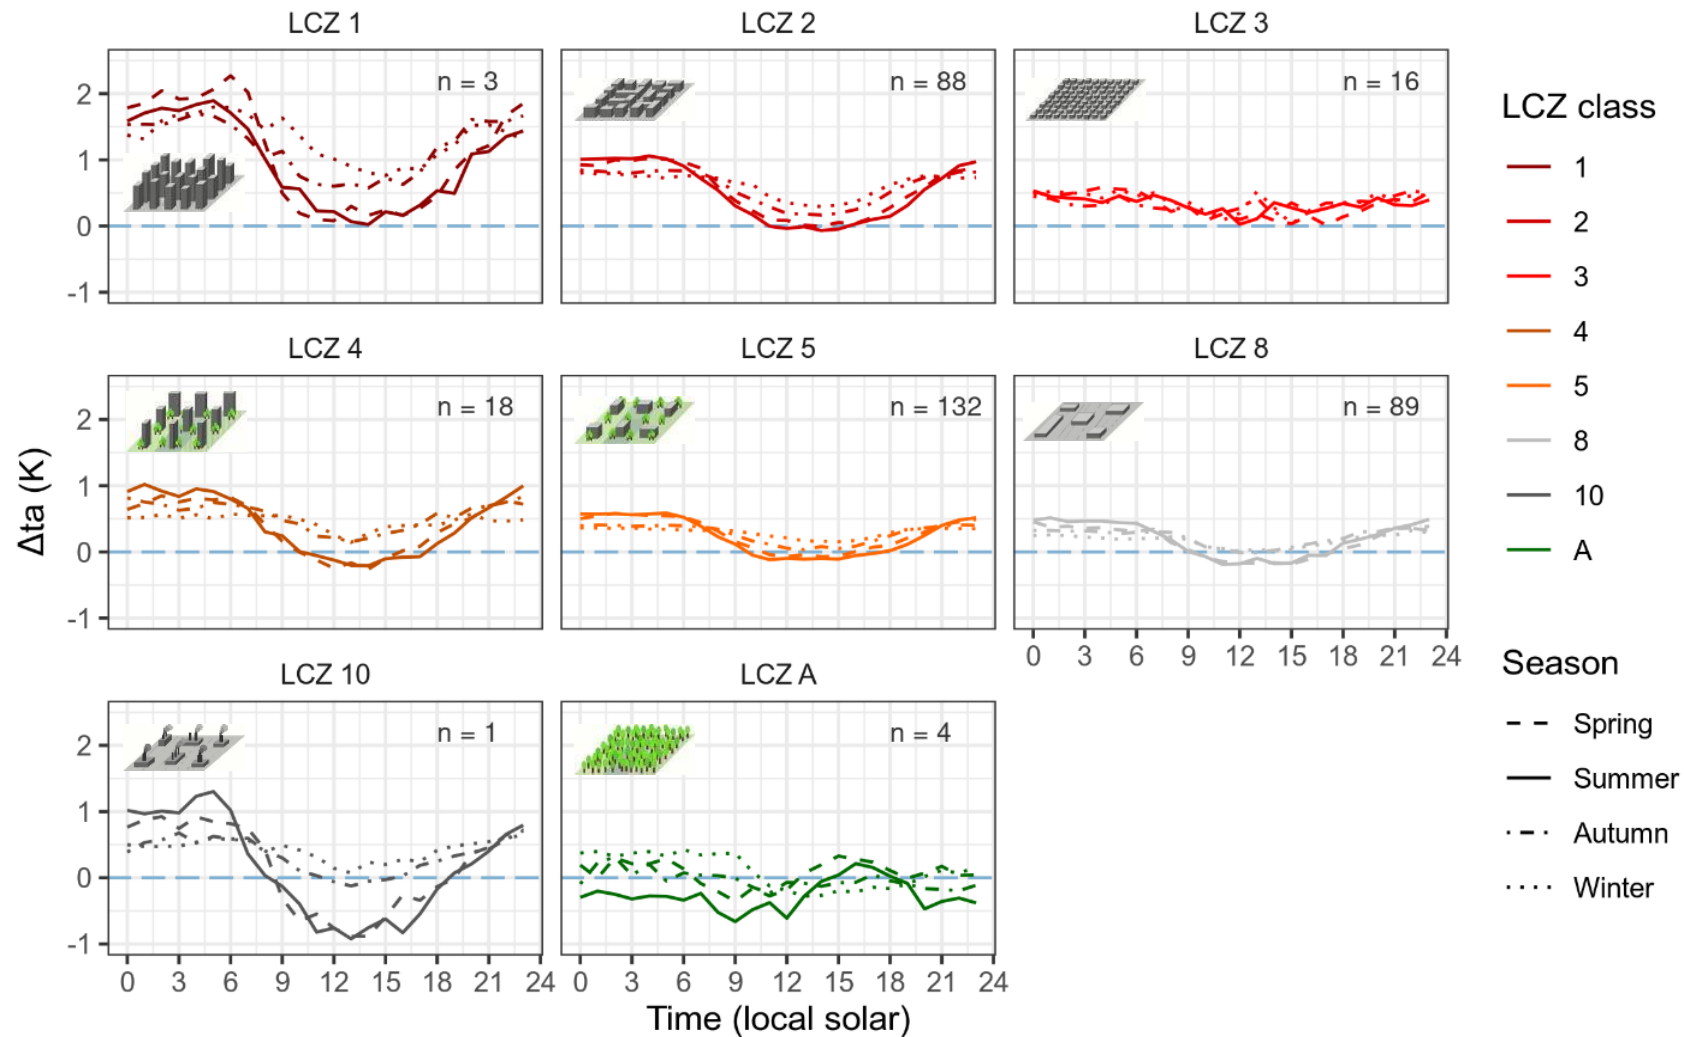 LCZ 1
LCZ 2
LCZ 3
n = 3
n = 88
n = 16
2
1
0
-1
LCZ 4
LCZ 5
LCZ 8
n = 18
n = 132
n = 89
2
1
0
-1
0 3 6 9 12 15 18 21 24
LCZ 10
LCZ A
n = 1
n = 4
2
1
0
-1
0 3 6 9 12 15 18 21 24
0 3 6 9 12 15 18 21 24
Δta (K)
Time (local solar)
LCZ class
1
2
3
4
5
8
10
A
Season
Spring
Summer
Autumn
Winter